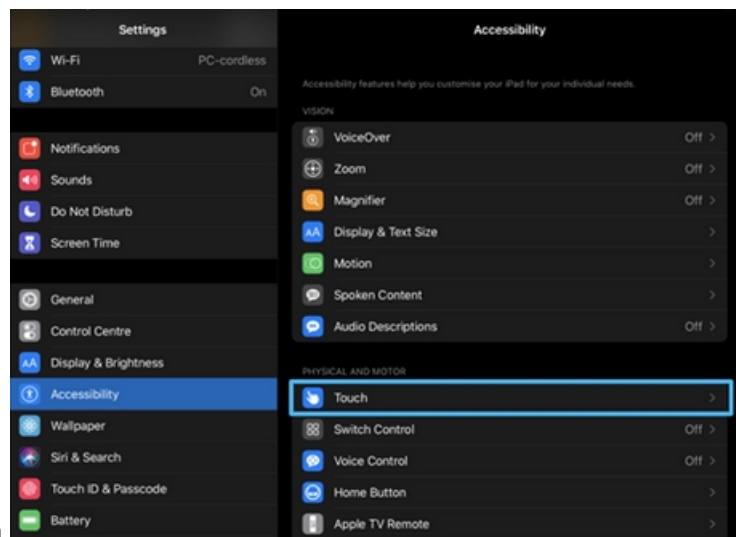 Settings
Wi-Fi PC-cordless
Bluetooth On
Notifications
Sounds
Do Not Disturb
Screen Time
General
Control Centre
AA Display & Brightness
Accessibility
Wallpaper
Siri & Search
Touch ID & Passcode
Battery
Accessibility
Accessibility features help you customise your iPad for your individual needs.
VISION
VoiceOver Off
Zoom Off
Magnifier Off
AA Display & Text Size
Motion
Spoken Content
Audio Descriptions Off
PHYSICAL AND MOTOR
Touch
Switch Control Off
Voice Control Off
Home Button
Apple TV Remote